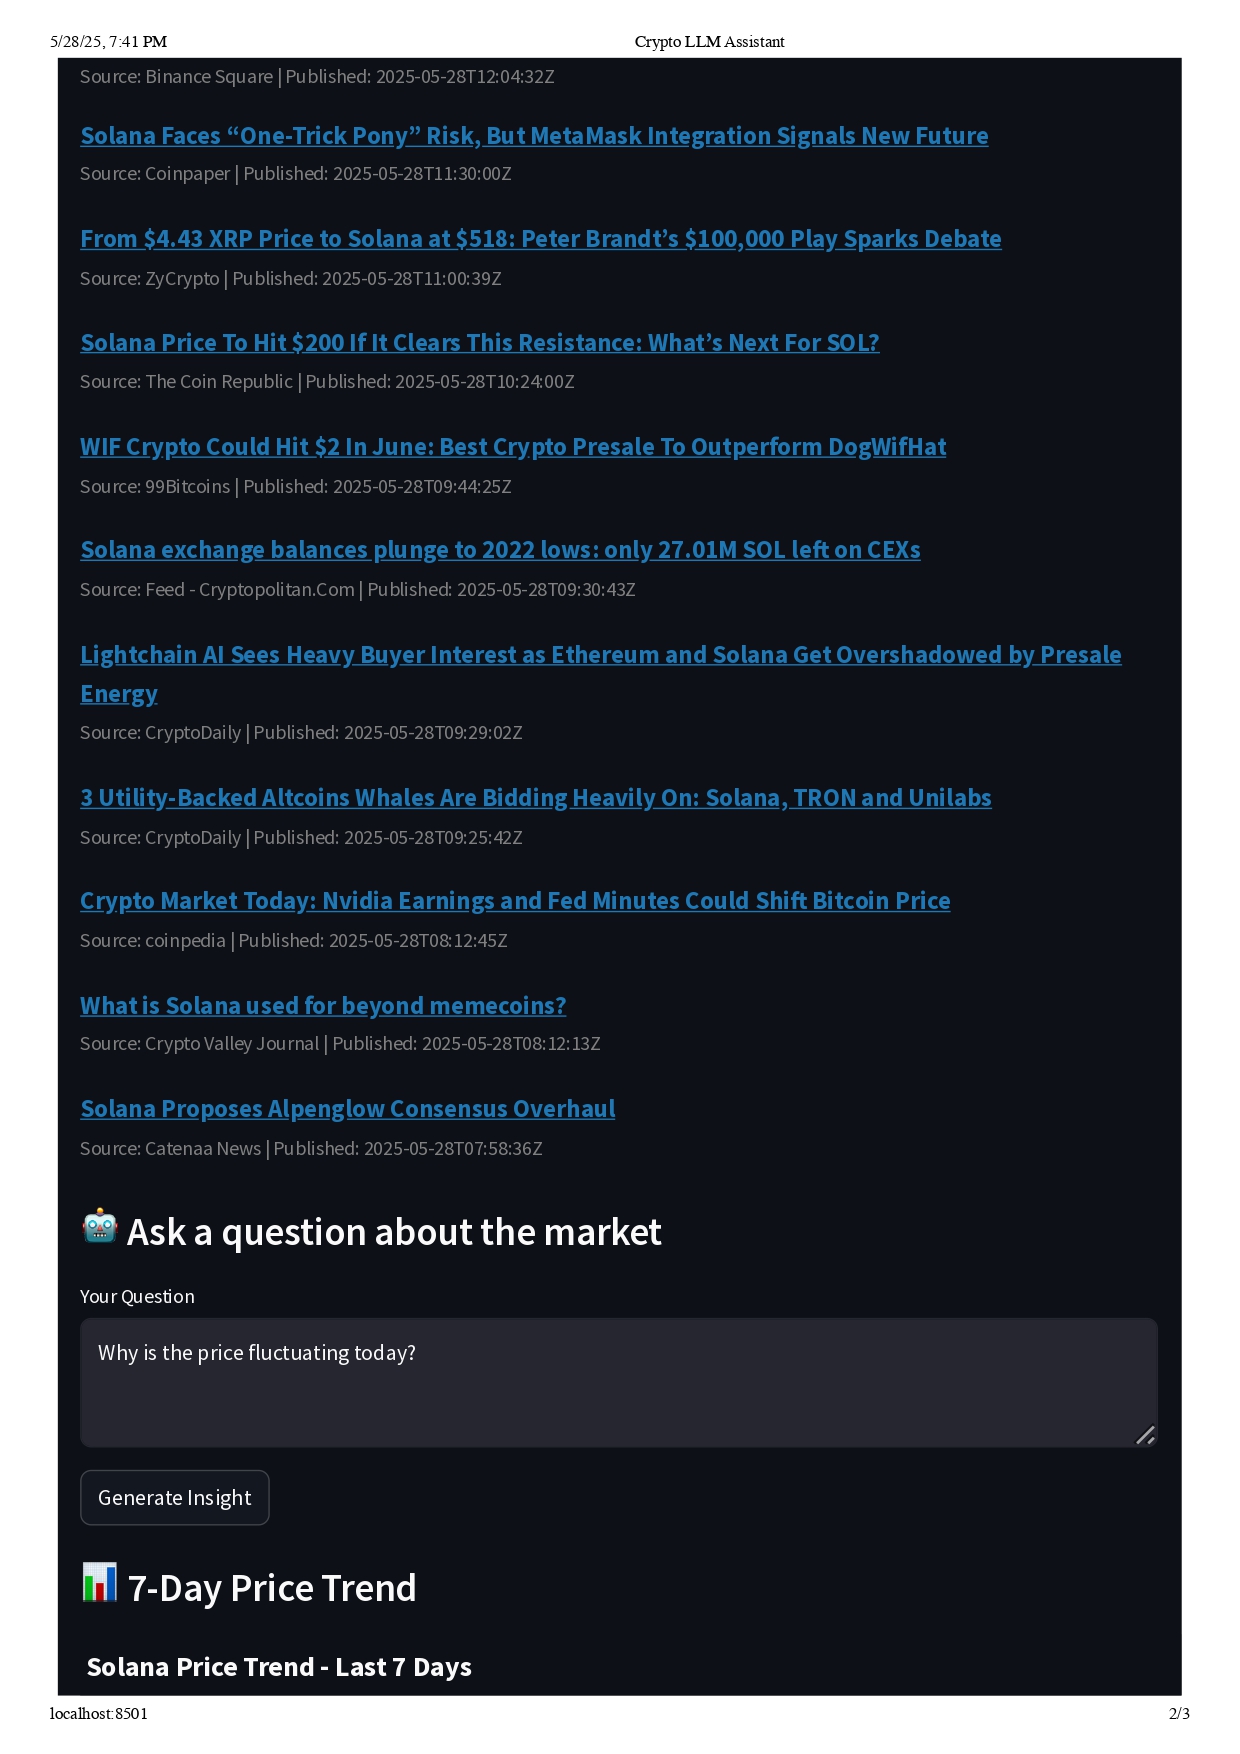 5/28/25, 7:41 PM
Crypto LLM Assistant
Source: Binance Square | Published: 2025-05-28T12:04:32Z
Solana Faces “One-Trick Pony” Risk, But MetaMask Integration Signals New Future
Source: Coinpaper | Published: 2025-05-28T11:30:00Z
From $4.43 XRP Price to Solana at $518: Peter Brandt’s $100,000 Play Sparks Debate
Source: ZyCrypto | Published: 2025-05-28T11:00:39Z
Solana Price To Hit $200 If It Clears This Resistance: What’s Next For SOL?
Source: The Coin Republic | Published: 2025-05-28T10:24:00Z
WIF Crypto Could Hit $2 In June: Best Crypto Presale To Outperform DogWifHat
Source: 99Bitcoins | Published: 2025-05-28T09:44:25Z
Solana exchange balances plunge to 2022 lows: only 27.01M SOL left on CEXs
Source: Feed - Cryptopolitan.Com | Published: 2025-05-28T09:30:43Z
Lightchain AI Sees Heavy Buyer Interest as Ethereum and Solana Get Overshadowed by Presale
Energy
Source: CryptoDaily | Published: 2025-05-28T09:29:02Z
3 Utility-Backed Altcoins Whales Are Bidding Heavily On: Solana, TRON and Unilabs
Source: CryptoDaily | Published: 2025-05-28T09:25:42Z
Crypto Market Today: Nvidia Earnings and Fed Minutes Could Shift Bitcoin Price
Source: coinpedia | Published: 2025-05-28T08:12:45Z
What is Solana used for beyond memecoins?
Source: Crypto Valley Journal | Published: 2025-05-28T08:12:13Z
Solana Proposes Alpenglow Consensus Overhaul
Source: Catenaa News | Published: 2025-05-28T07:58:36Z
Ask a question about the market
Your Question
Why is the price fluctuating today?
Generate Insight
7-Day Price Trend
Solana Price Trend - Last 7 Days
localhost:8501
2/3